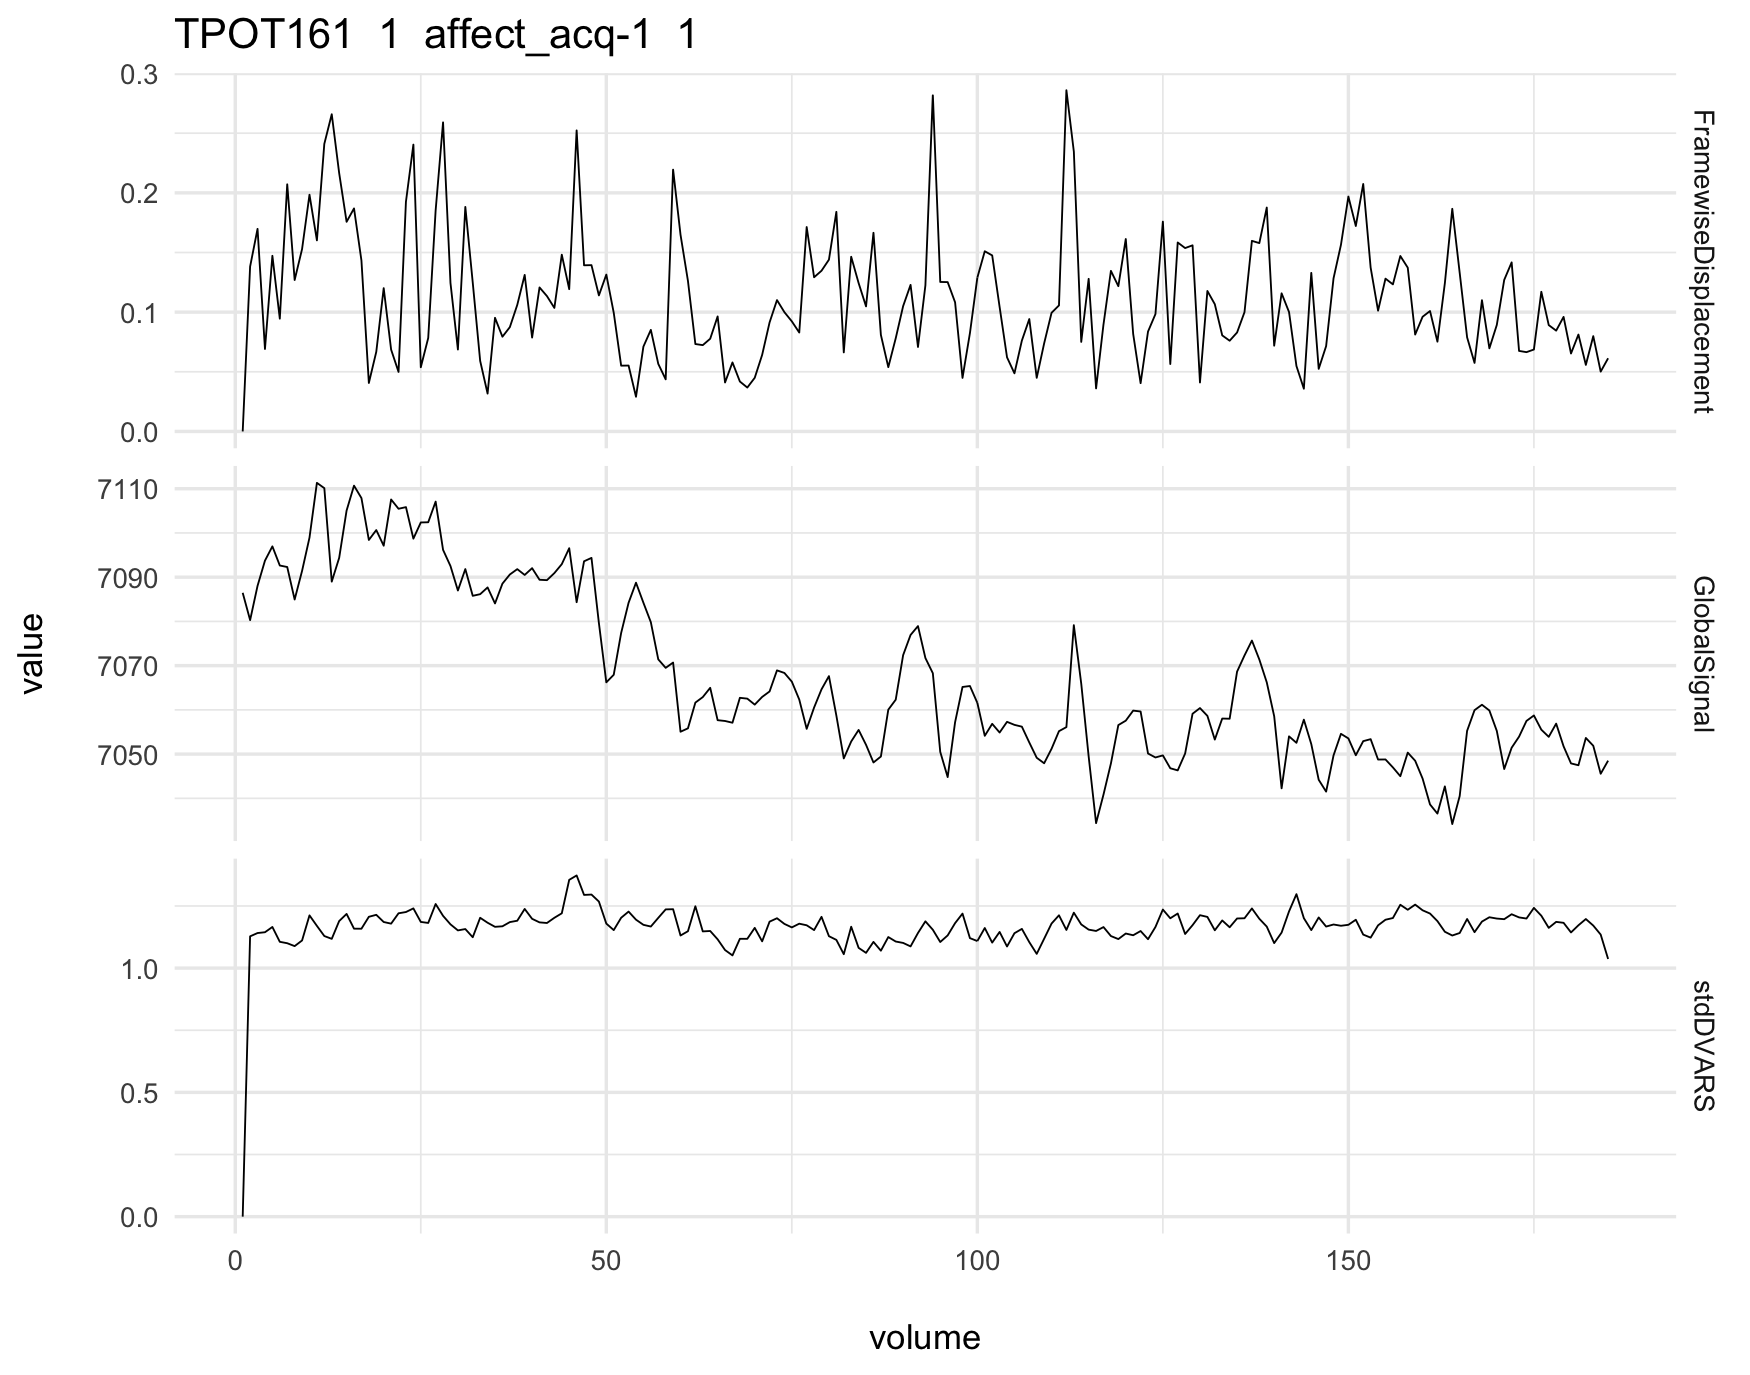 TPOT161 1 affect_acq-1 1
0.3
0.2
0.1
0.0
FramewiseDisplacement
7110
7090
7070
7050
GlobalSignal
value
1.0
0.5
0.0
stdDVARS
0 50 100 150
volume